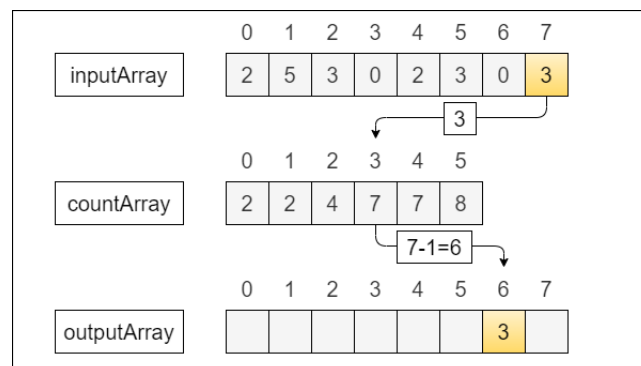 0 1 2 3 4 5 6 7
inputArray 2 5 3 0 2 3 0 3
3
0 1 2 3 4 5
countArray 2 2 4 7 7 8
7-1=6
0 1 2 3 4 5 6 7
outputArray 3